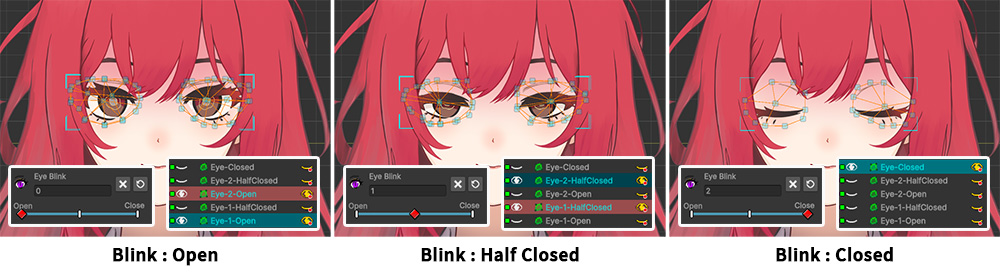 Eye Blink
0
Open
Close
Eye-Closed
Eye-2-HalfClosed
Eye-2-Open
Eye-1-HalfClosed
Eye-1-Open
Blink : Open
Eye Blink
1
Open
Close
Eye-Closed
Eye-2-HalfClosed
Eye-2-Open
Eye-1-HalfClosed
Eye-1-Open
Blink : Half Closed
Eye Blink
2
Open
Close
Eye-Closed
Eye-2-HalfClosed
Eye-2-Open
Eye-1-HalfClosed
Eye-1-Open
Blink : Closed